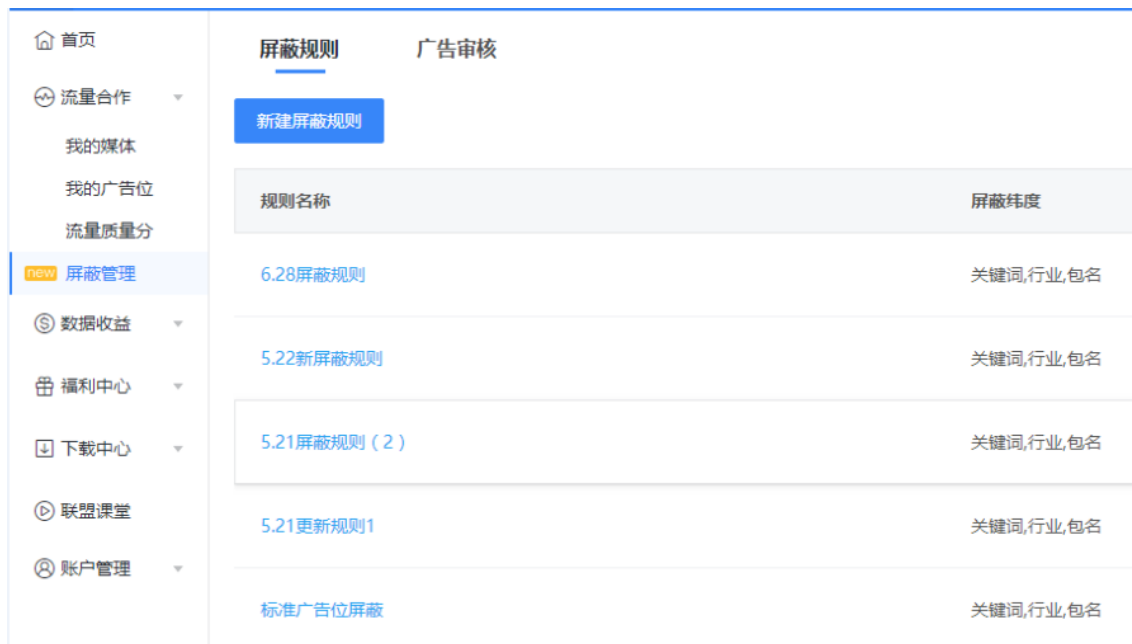 首页
流量合作
我的媒体
我的广告位
流量质量分
new 屏蔽管理
数据收益
福利中心
下载中心
联盟课堂
账户管理
屏蔽规则 广告审核
新建屏蔽规则
规则名称 屏蔽纬度
6.28屏蔽规则 关键词,行业,包名
5.22新屏蔽规则 关键词,行业,包名
5.21屏蔽规则（2） 关键词,行业,包名
5.21更新规则1 关键词,行业,包名
标准广告位屏蔽 关键词,行业,包名